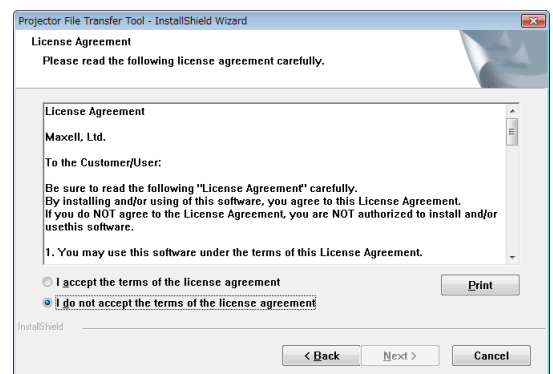 Projector File Transfer Tool - InstallShield Wizard
License Agreement
Please read the following license agreement carefully.
License Agreement
Maxell, Ltd.
To the Customer/User:
Be sure to read the following "License Agreement" carefully.
By installing and/or using of this software, you agree to this License Agreement.
If you do NOT agree to the License Agreement, you are NOT authorized to install and/or
usethis software.
1. You may use this software under the terms of this License Agreement.
I accept the terms of the license agreement
Print
I do not accept the terms of the license agreement
InstallShield
< Back
Next >
Cancel